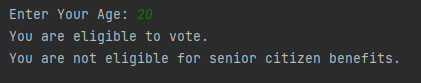 Enter Your Age: 20
You are eligible to vote.
You are not eligible for senior citizen benefits.